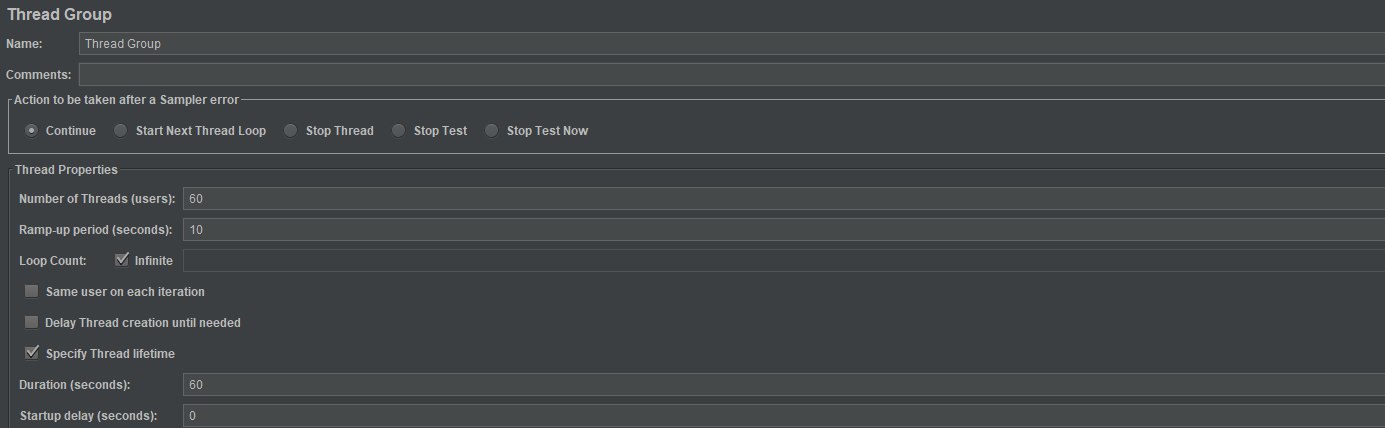 Thread Group
Name: Thread Group
Comments:
Action to be taken after a Sampler error
Continue Start Next Thread Loop Stop Thread Stop Test Stop Test Now
Thread Properties
Number of Threads (users): 60
Ramp-up period (seconds): 10
Loop Count: Infinite
Same user on each iteration
Delay Thread creation until needed
Specify Thread lifetime
Duration (seconds): 60
Startup delay (seconds): 0